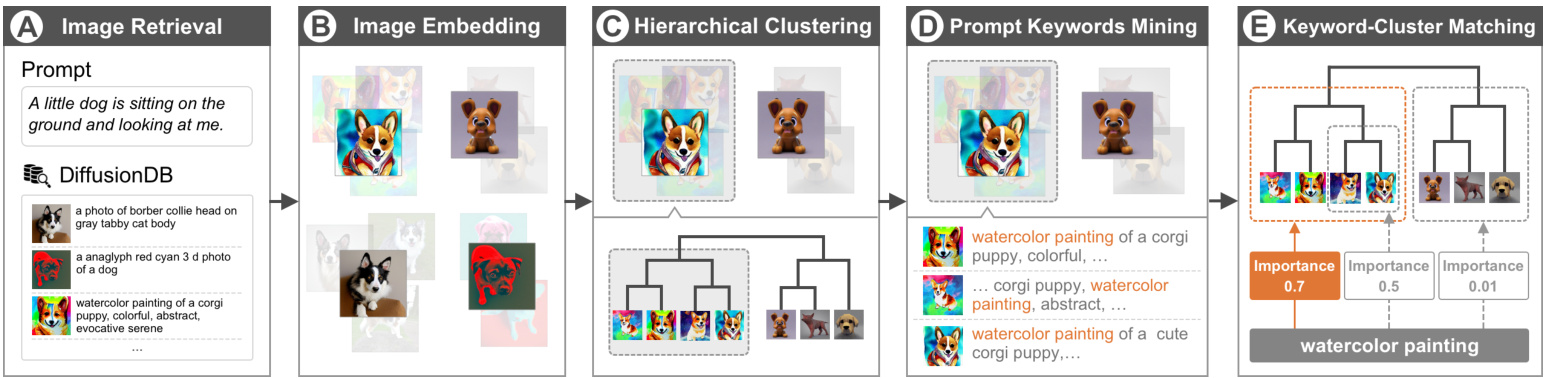 A Image Retrieval
Prompt
A little dog is sitting on the
ground and looking at me.
DiffusionDB
a photo of borber collie head on
gray tabby cat body
a anaglyph red cyan 3 d photo
of a dog
watercolor painting of a corgi
puppy, colorful, abstract,
evocative serene
...
B Image Embedding
C Hierarchical Clustering
D Prompt Keywords Mining
watercolor painting of a corgi
puppy, colorful, ...
... corgi puppy, watercolor
painting, abstract, ...
watercolor painting of a cute
corgi puppy,...
E Keyword-Cluster Matching
Importance
0.7
Importance
0.5
Importance
0.01
watercolor painting